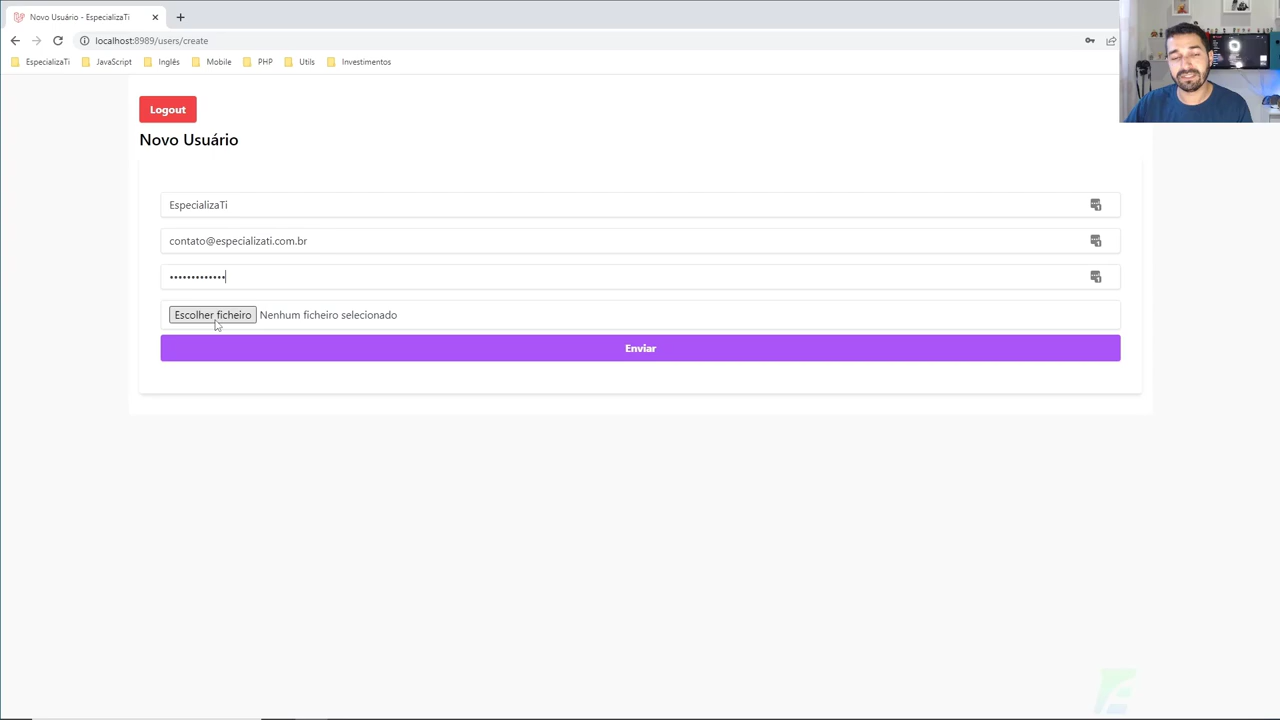 Novo Usuário - EspecializaTi
localhost:8989/users/create
EspecializaTi JavaScript Inglês Mobile PHP Utils Investimentos
Logout
Novo Usuário
EspecializaTi
contato@especializati.com.br
•••••••••••••
Escolher ficheiro Nenhum ficheiro selecionado
Enviar